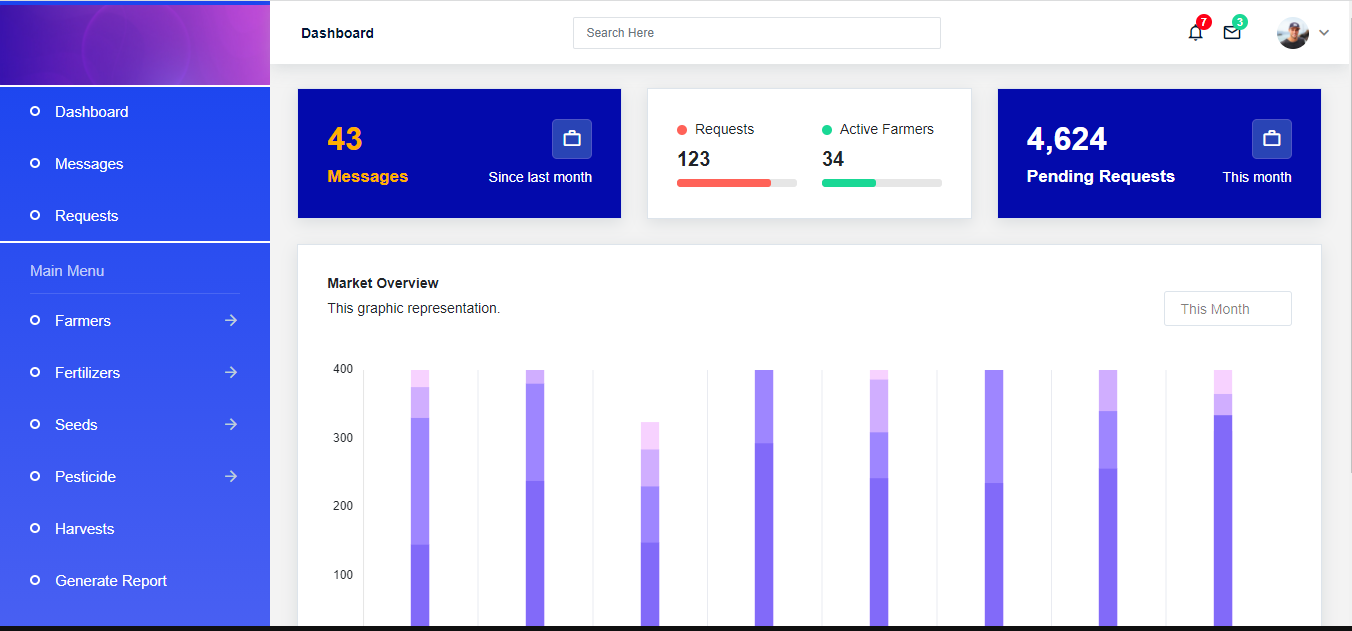 Dashboard
Messages
Requests
Main Menu
Farmers
Fertilizers
Seeds
Pesticide
Harvests
Generate Report
Dashboard
Search Here
7
3
43
Messages
Since last month
Requests
123
Active Farmers
34
4,624
Pending Requests
This month
Market Overview
This graphic representation.
This Month
400
300
200
100